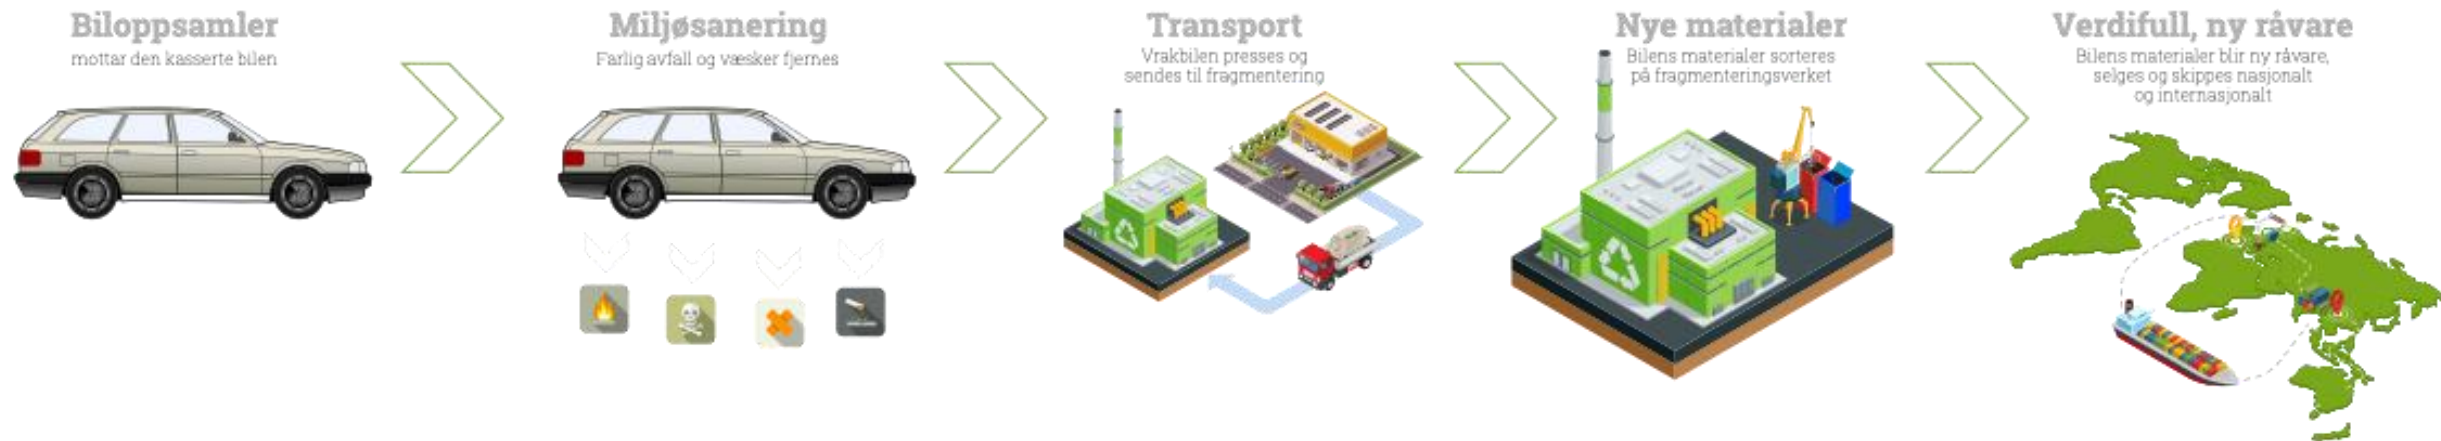 Biloppsamler
mottar den kasserte bilen
Miljøsanering
Farlig avfall og væsker fjernes
Transport
Vrakbilen presses og
sendes til fragmentering
Nye materialer
Bilens materialer sorteres
på fragmenteringsverket
Verdifull, ny råvare
Bilens materialer blir ny råvare,
selges og skippes nasjonalt
og internasjonalt